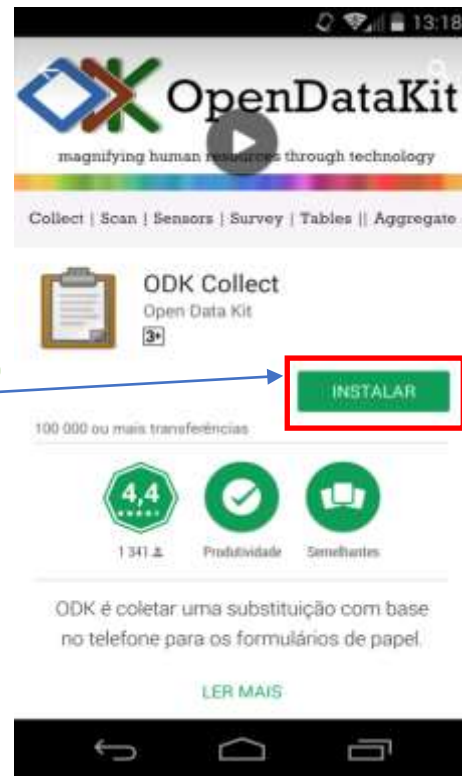 13:18
OpenDataKit
magnifying human resources through technology
Collect | Scan | Sensors | Survey | Tables || Aggregate
ODK Collect
Open Data Kit
3+
INSTALAR
100 000 ou mais transferências
4,4
1 341
Produtividade
Semelhantes
ODK é coletar uma substituição com base
no telefone para os formulários de papel.
LER MAIS